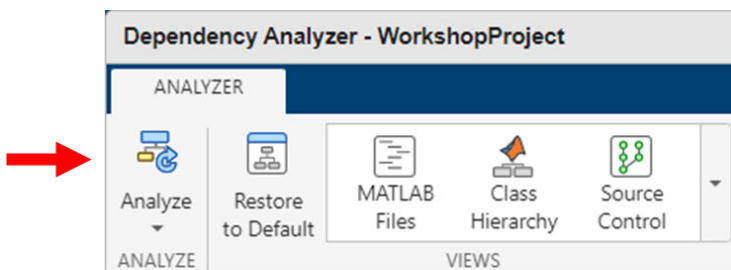 Dependency Analyzer - WorkshopProject
ANALYZER
Analyze
Restore
to Default
MATLAB
Files
Class
Hierarchy
Source
Control
ANALYZE
VIEWS